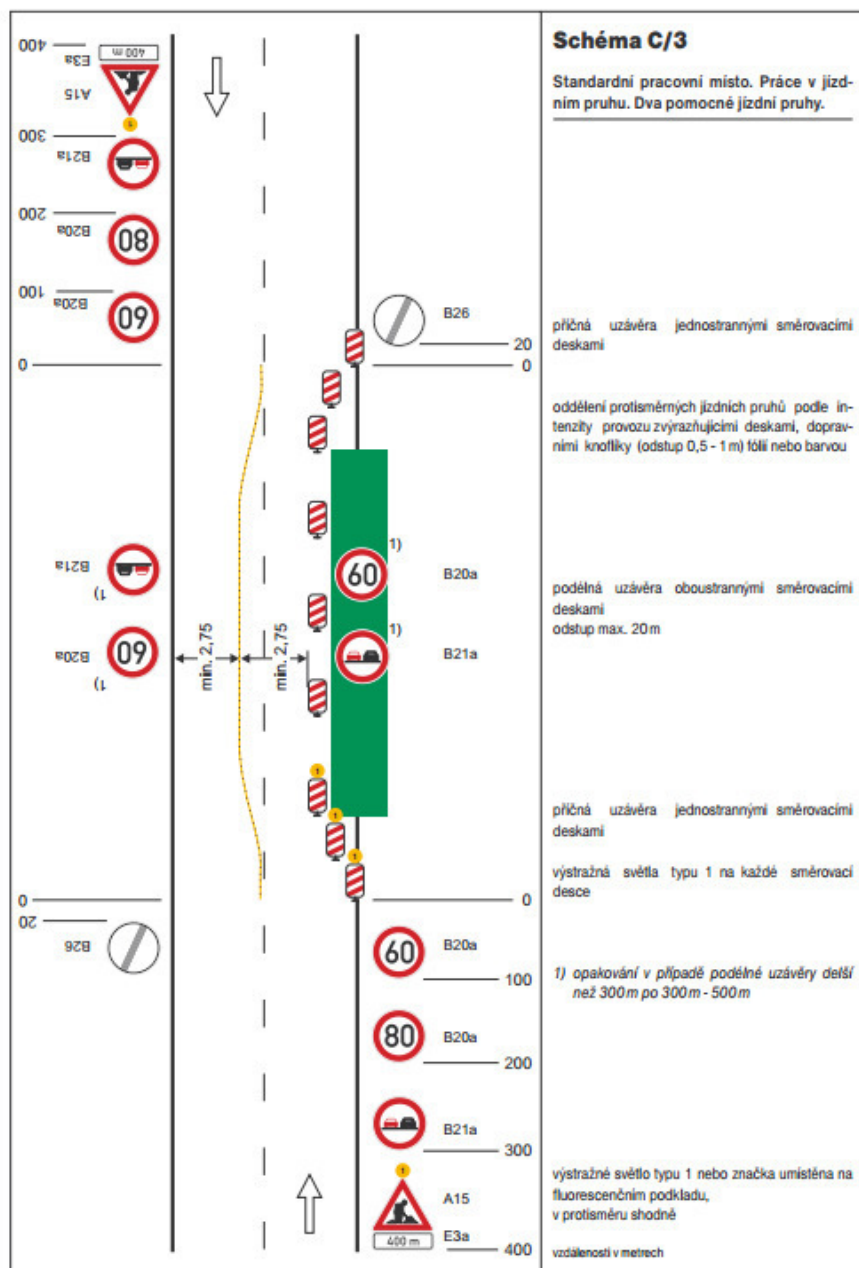 Schéma C/3
Standardní pracovní místo. Práce v jízd-
ním pruhu. Dva pomocné jízdní pruhy.
400
E3a
400 m
A15
1
300
B21a
200
B20a
80
100
B20a
60
0
B26
20
0
příčná uzávěra jednostrannými směrovacími
deskami
oddělení protisměrných jízdních pruhů podle in-
tenzity provozu zvýrazňujícími deskami, doprav-
ními knoflíky (odstup 0,5 - 1 m) fólií nebo barvou
B21a
1)
1)
60
B20a
podélná uzávěra oboustrannými směrovacími
deskami
odstup max. 20 m
60
B20a
1)
min. 2,75
min. 2,75
1)
B21a
1
1
1
příčná uzávěra jednostrannými směrovacími
deskami
výstražná světla typu 1 na každé směrovací
desce
0
0
20
B26
60
B20a
100
1) opakování v případě podélné uzávěry delší
než 300 m po 300 m - 500 m
80
B20a
200
B21a
300
1
A15
E3a
400 m
400
výstražné světlo typu 1 nebo značka umístěna na
fluorescenčním podkladu,
v protisměru shodně
vzdálenosti v metrech